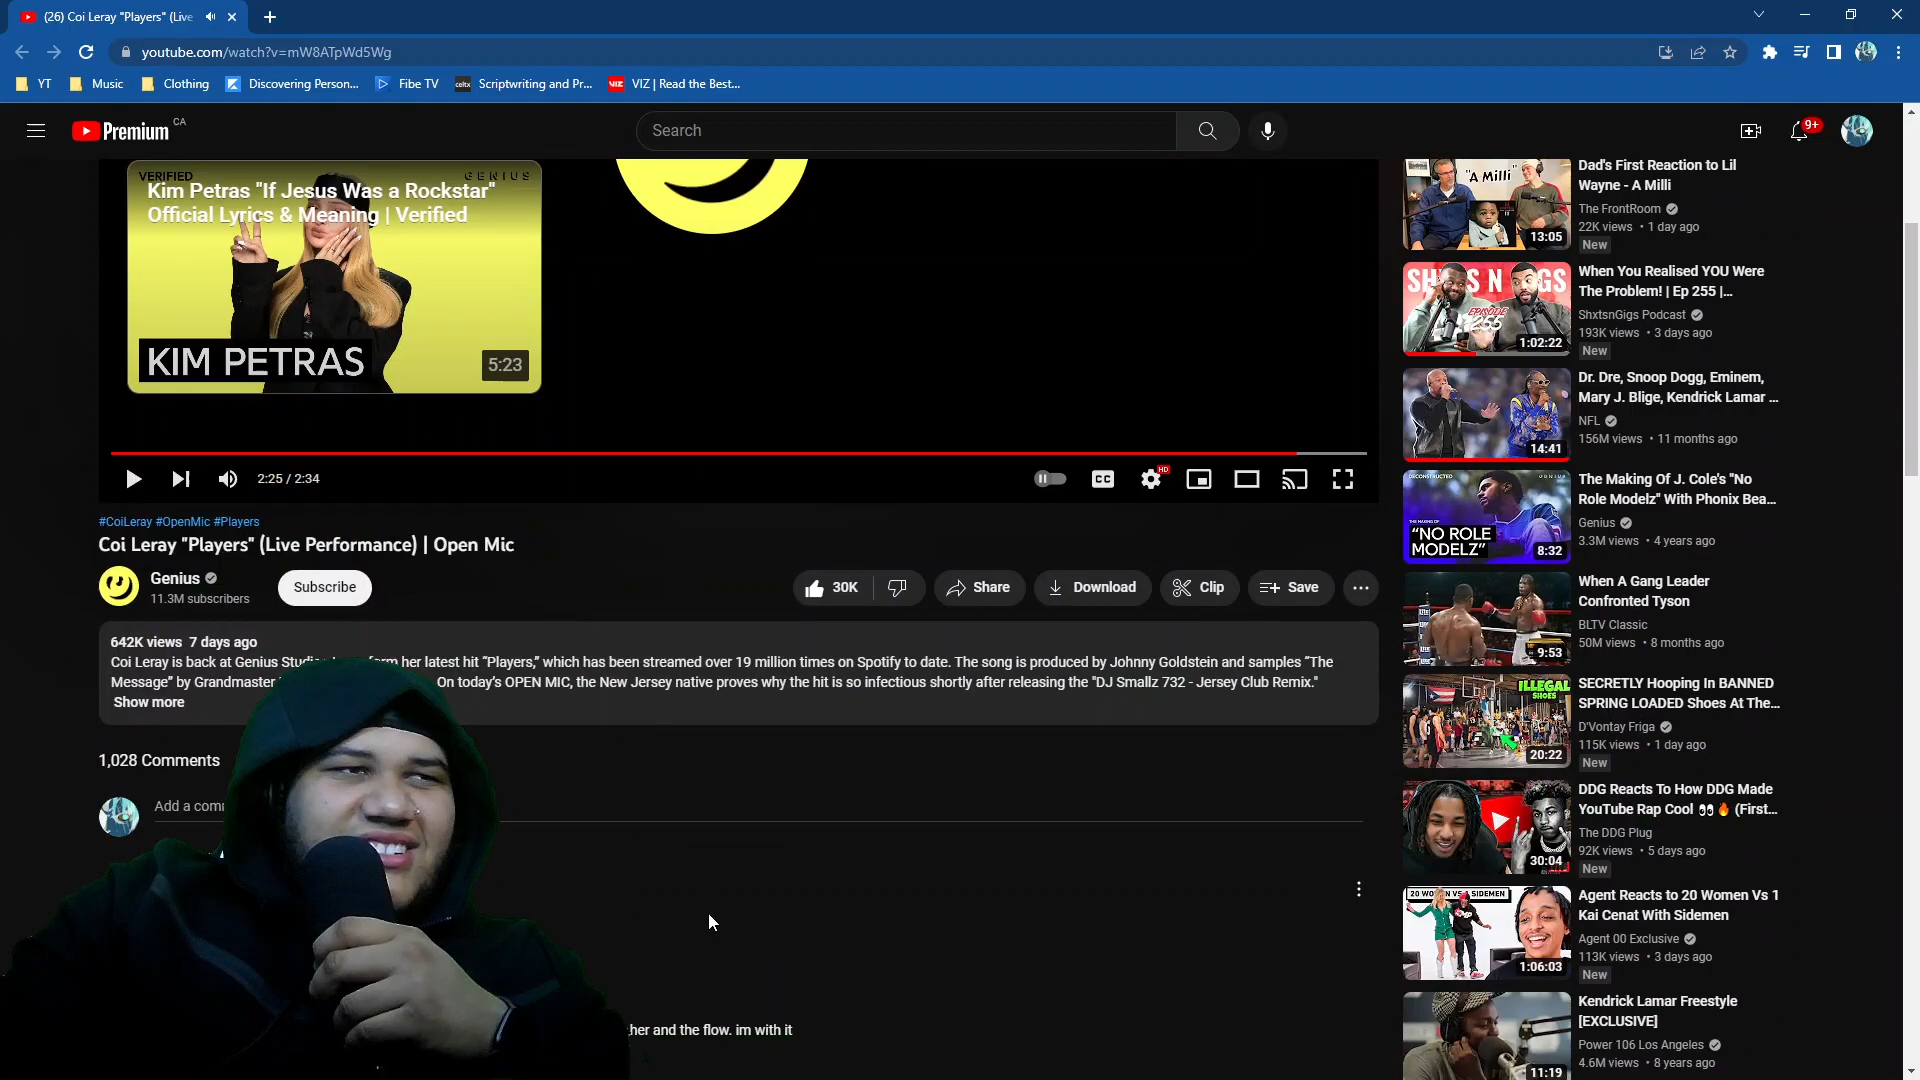 (26) Coi Leray "Players" (Live
youtube.com/watch?v=mW8ATpWd5Wg
YT
Music
Clothing
Discovering Person...
Fibe TV
celtx
Scriptwriting and Pr...
VIZ
VIZ | Read the Best...
Premium
CA
Search
9+
VERIFIED
GENIUS
Kim Petras "If Jesus Was a Rockstar"
Official Lyrics & Meaning | Verified
KIM PETRAS
5:23
2:25 / 2:34
CC
HD
#CoiLeray #OpenMic #Players
Coi Leray "Players" (Live Performance) | Open Mic
Genius
11.3M subscribers
Subscribe
30K
Share
Download
Clip
Save
642K views 7 days ago
Coi Leray is back at Genius her latest hit “Players,” which has been streamed over 19 million times on Spotify to date. The song is produced by Johnny Goldstein and samples “The
Message” by Grandmaster On today’s OPEN MIC, the New Jersey native proves why the hit is so infectious shortly after releasing the "DJ Smallz 732 - Jersey Club Remix."
Show more
1,028 Comments
Add a
her and the flow. im with it
"A Milli
13:05
Dad's First Reaction to Lil
Wayne - A Milli
The FrontRoom
22K views • 1 day ago
New
EPISODE
255
1:02:22
When You Realised YOU Were
The Problem! | Ep 255 |...
ShxtsnGigs Podcast
193K views • 3 days ago
New
14:41
Dr. Dre, Snoop Dogg, Eminem,
Mary J. Blige, Kendrick Lamar ...
NFL
156M views • 11 months ago
DECONSTRUCTED
GENIUS
THE MAKING OF
“NO ROLE
MODELZ”
8:32
The Making Of J. Cole's "No
Role Modelz" With Phonix Bea...
Genius
3.3M views • 4 years ago
9:53
When A Gang Leader
Confronted Tyson
BLTV Classic
50M views • 8 months ago
ILLEGAL
SHOES
20:22
SECRETLY Hooping In BANNED
SPRING LOADED Shoes At The...
D'Vontay Friga
115K views • 1 day ago
New
30:04
DDG Reacts To How DDG Made
YouTube Rap Cool 👀🔥 (First...
The DDG Plug
92K views • 5 days ago
New
20 WOMEN VS SIDEMEN
1:06:03
Agent Reacts to 20 Women Vs 1
Kai Cenat With Sidemen
Agent 00 Exclusive
113K views • 3 days ago
New
11:19
Kendrick Lamar Freestyle
[EXCLUSIVE]
Power 106 Los Angeles
4.6M views • 8 years ago